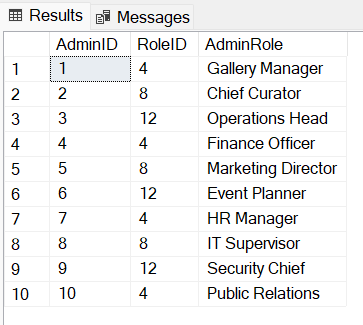 Results Messages
AdminID RoleID AdminRole
1 1 4 Gallery Manager
2 2 8 Chief Curator
3 3 12 Operations Head
4 4 4 Finance Officer
5 5 8 Marketing Director
6 6 12 Event Planner
7 7 4 HR Manager
8 8 8 IT Supervisor
9 9 12 Security Chief
10 10 4 Public Relations